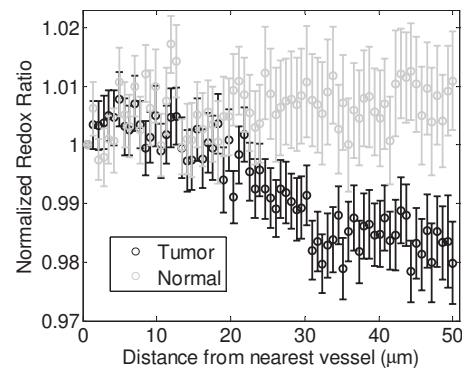 Normalized Redox Ratio
1.02
1.01
1
0.99
0.98
0.97
Tumor
Normal
0 10 20 30 40 50
Distance from nearest vessel (μm)